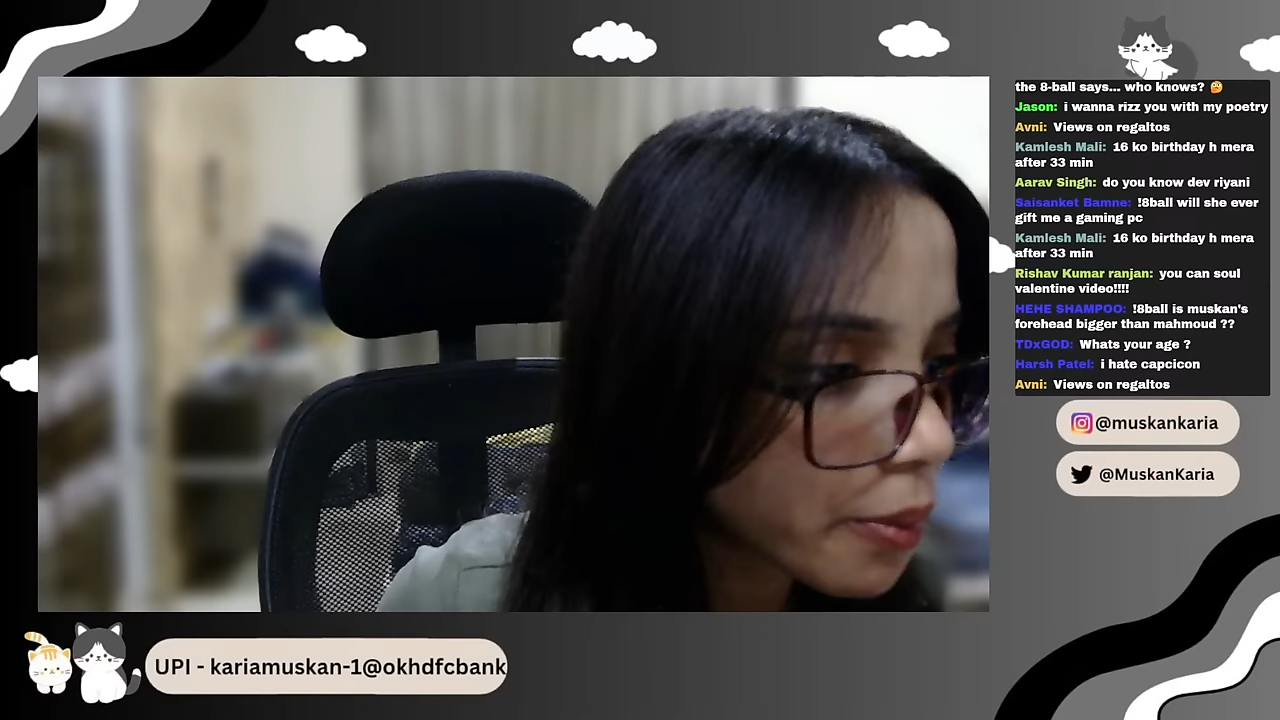 the 8-ball says... who knows? 🤔
Jason: i wanna rizz you with my poetry
Avni: Views on regaltos
Kamlesh Mali: 16 ko birthday h mera
after 33 min
Aarav Singh: do you know dev riyani
Saisanket Bamne: !8ball will she ever
gift me a gaming pc
Kamlesh Mali: 16 ko birthday h mera
after 33 min
Rishav Kumar ranjan: you can soul
valentine video!!!!
HEHE SHAMPOO: !8ball is muskan's
forehead bigger than mahmoud ??
TDxGOD: Whats your age ?
Harsh Patel: i hate capcicon
Avni: Views on regaltos
@muskankaria
@MuskanKaria
UPI - kariamuskan-1@okhdfcbank